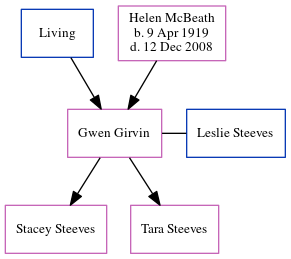 Living
Helen McBeath
b. 9 Apr 1919
d. 12 Dec 2008
Gwen Girvin
Leslie Steeves
Stacey Steeves
Tara Steeves